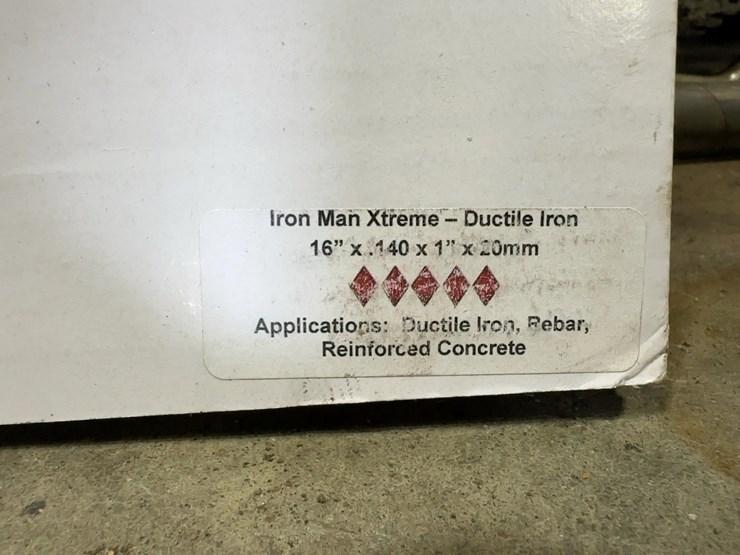 Iron Man Xtreme – Ductile Iron
16” x .140 x 1” x 20mm
Applications: Ductile Iron, Rebar,
Reinforced Concrete